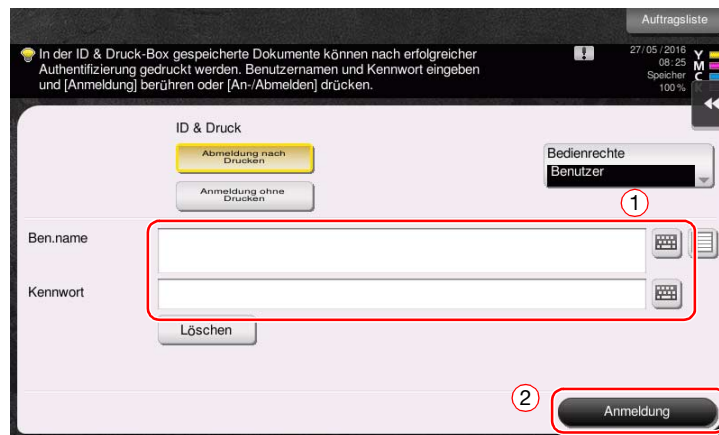 Auftragsliste
In der ID & Druck-Box gespeicherte Dokumente können nach erfolgreicher
Authentifizierung gedruckt werden. Benutzernamen und Kennwort eingeben
und [Anmeldung] berühren oder [An-/Abmelden] drücken.
27/05/2016
08:25
Speicher
100 %
Y
M
C
K
ID & Druck
Abmeldung nach
Drucken
Anmeldung ohne
Drucken
Bedienrechte
Benutzer
1
Ben.name
Kennwort
Löschen
2
Anmeldung